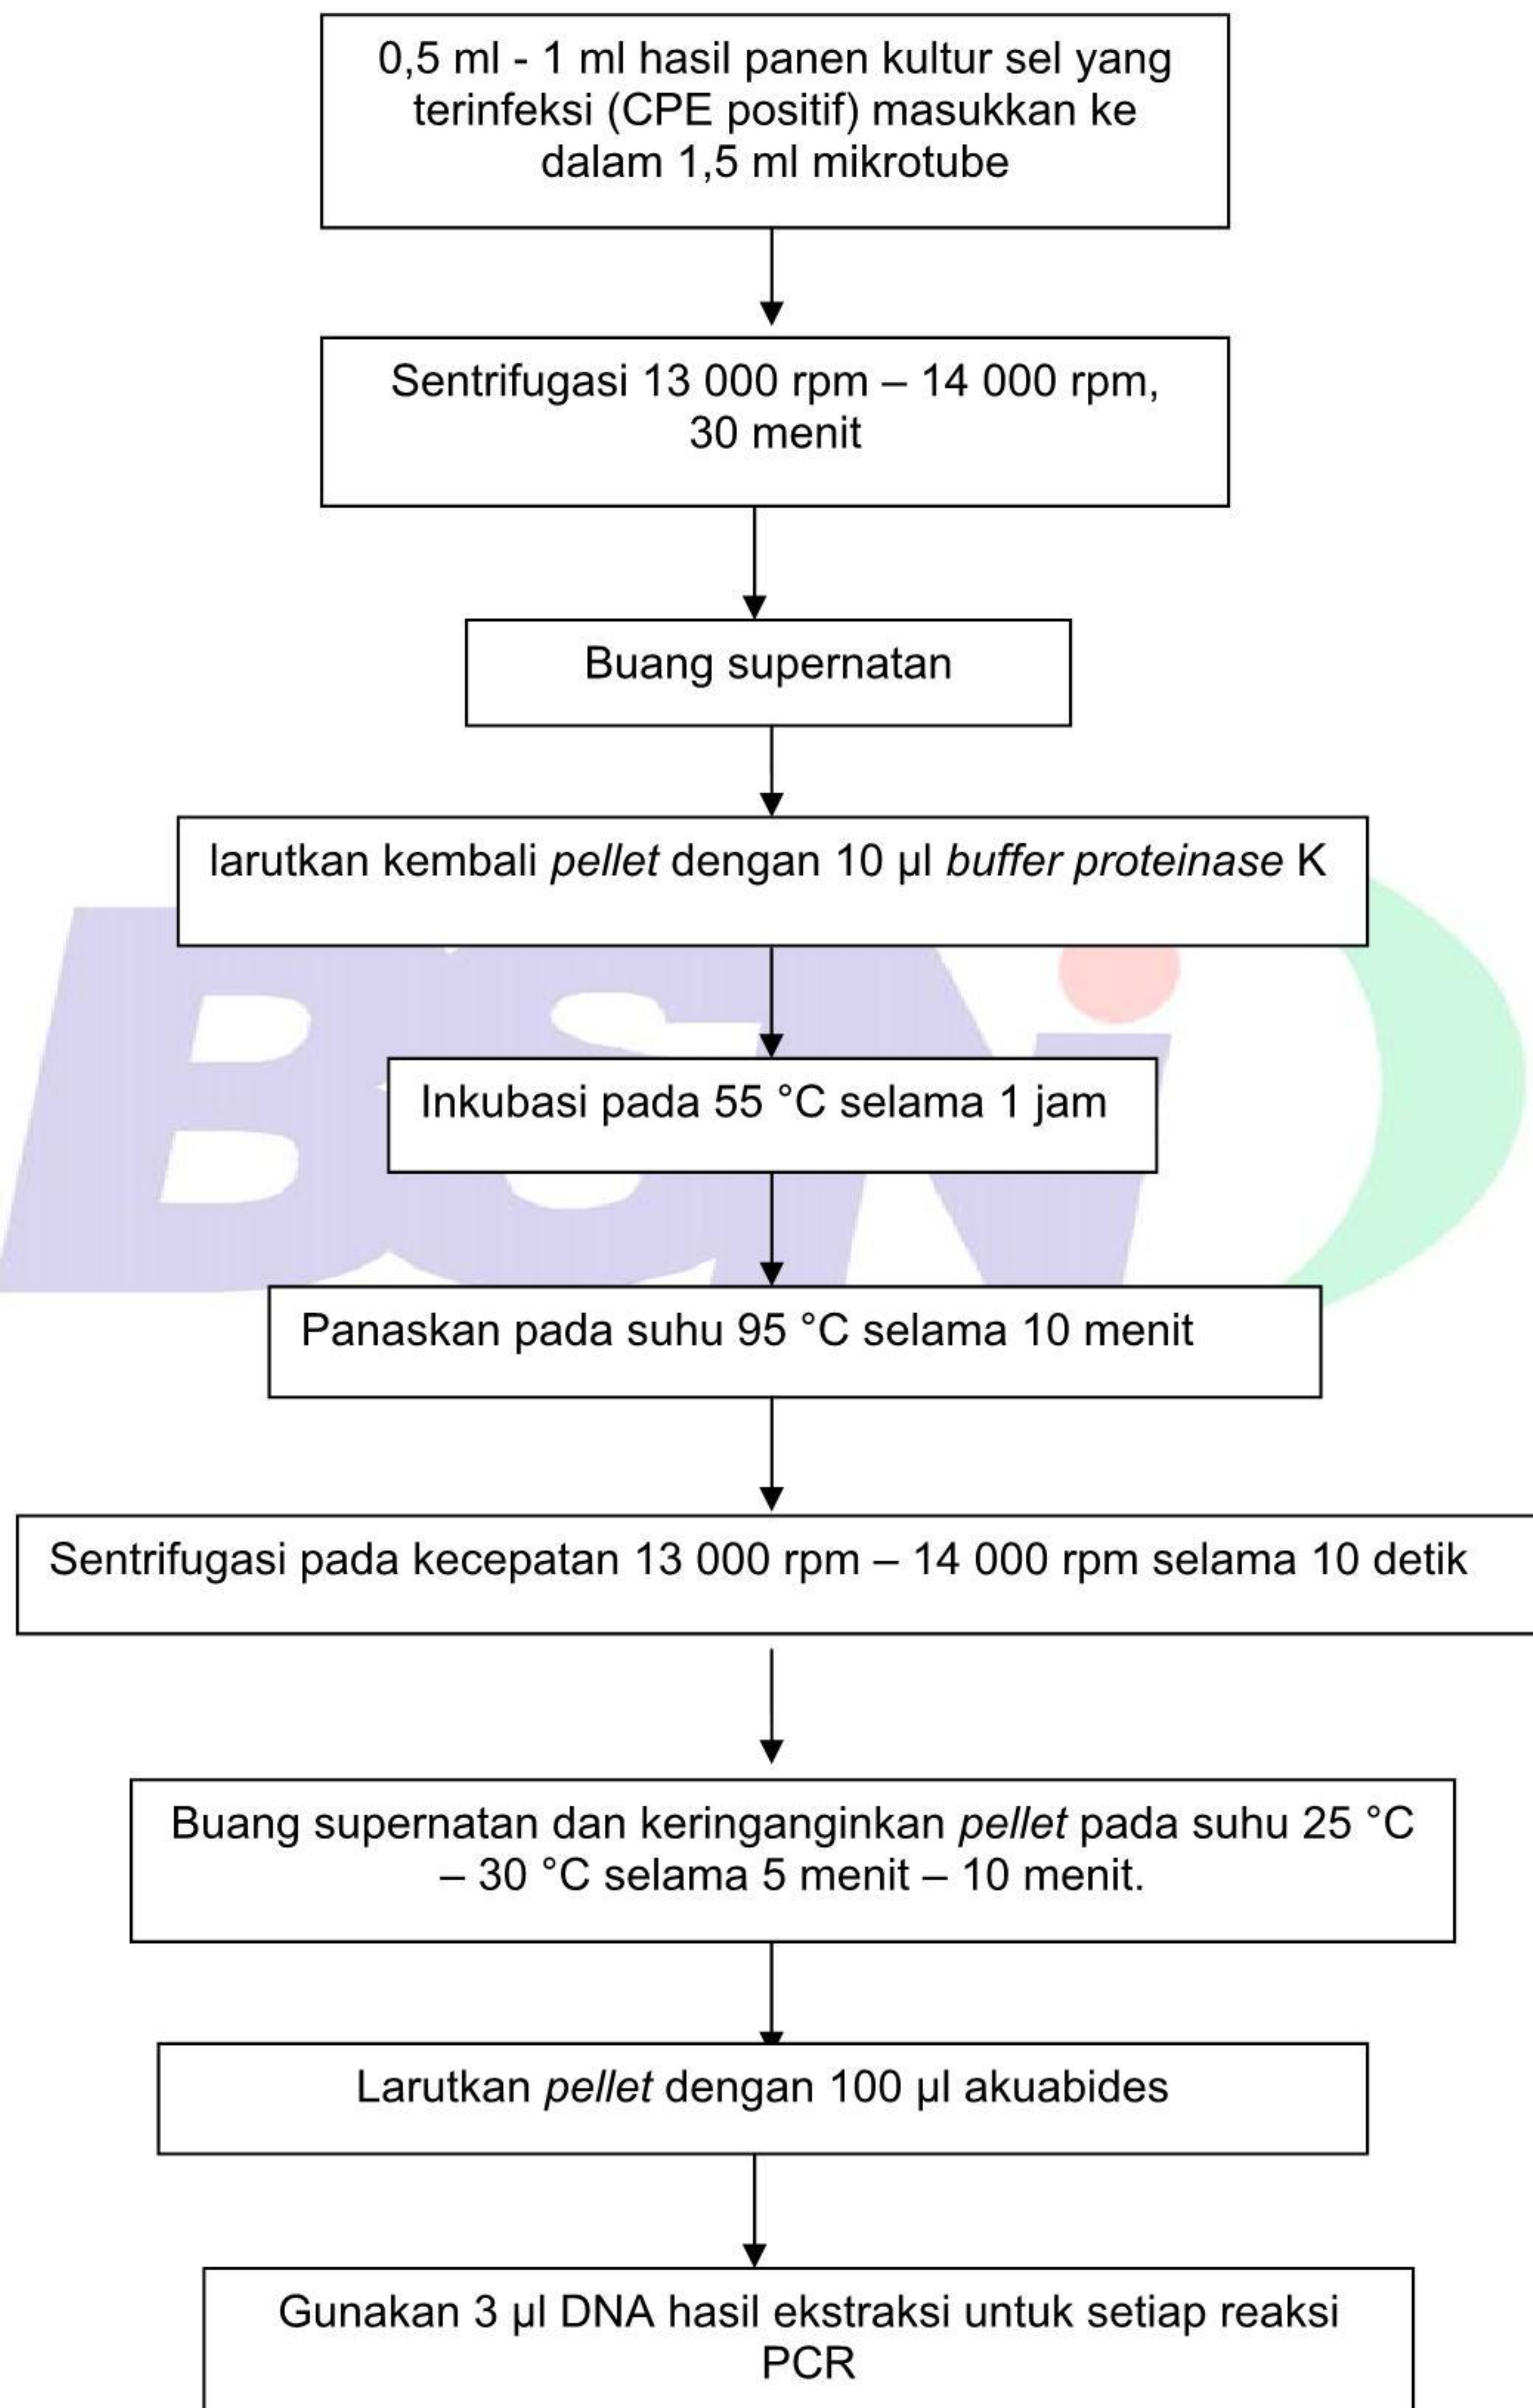 0,5 ml - 1 ml hasil panen kultur sel yang
terinfeksi (CPE positif) masukkan ke
dalam 1,5 ml mikrotube
Sentrifugasi 13 000 rpm – 14 000 rpm,
30 menit
Buang supernatan
larutkan kembali pellet dengan 10 µl buffer proteinase K
BSN
Inkubasi pada 55 °C selama 1 jam
Panaskan pada suhu 95 °C selama 10 menit
Sentrifugasi pada kecepatan 13 000 rpm – 14 000 rpm selama 10 detik
Buang supernatan dan keringanginkan pellet pada suhu 25 °C
– 30 °C selama 5 menit – 10 menit.
Larutkan pellet dengan 100 µl akuabides
Gunakan 3 µl DNA hasil ekstraksi untuk setiap reaksi
PCR